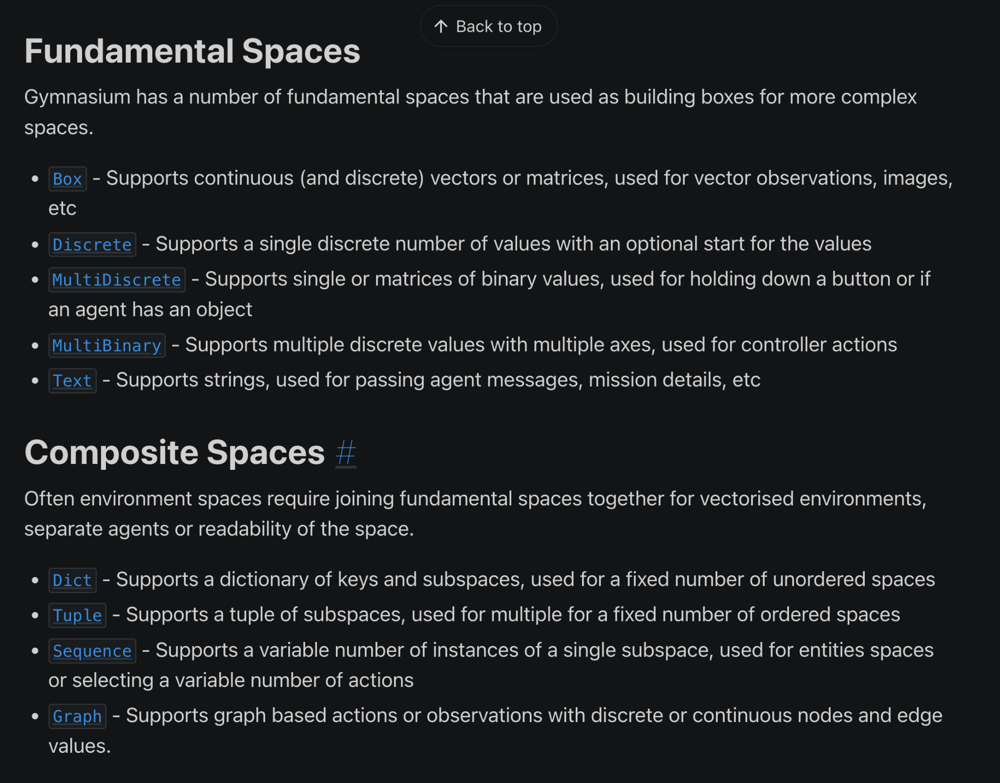 ↑ Back to top
Fundamental Spaces
Gymnasium has a number of fundamental spaces that are used as building boxes for more complex
spaces.
• Box - Supports continuous (and discrete) vectors or matrices, used for vector observations, images,
etc
• Discrete - Supports a single discrete number of values with an optional start for the values
• MultiDiscrete - Supports single or matrices of binary values, used for holding down a button or if
an agent has an object
• MultiBinary - Supports multiple discrete values with multiple axes, used for controller actions
• Text - Supports strings, used for passing agent messages, mission details, etc
Composite Spaces #
Often environment spaces require joining fundamental spaces together for vectorised environments,
separate agents or readability of the space.
• Dict - Supports a dictionary of keys and subspaces, used for a fixed number of unordered spaces
• Tuple - Supports a tuple of subspaces, used for multiple for a fixed number of ordered spaces
• Sequence - Supports a variable number of instances of a single subspace, used for entities spaces
or selecting a variable number of actions
• Graph - Supports graph based actions or observations with discrete or continuous nodes and edge
values.